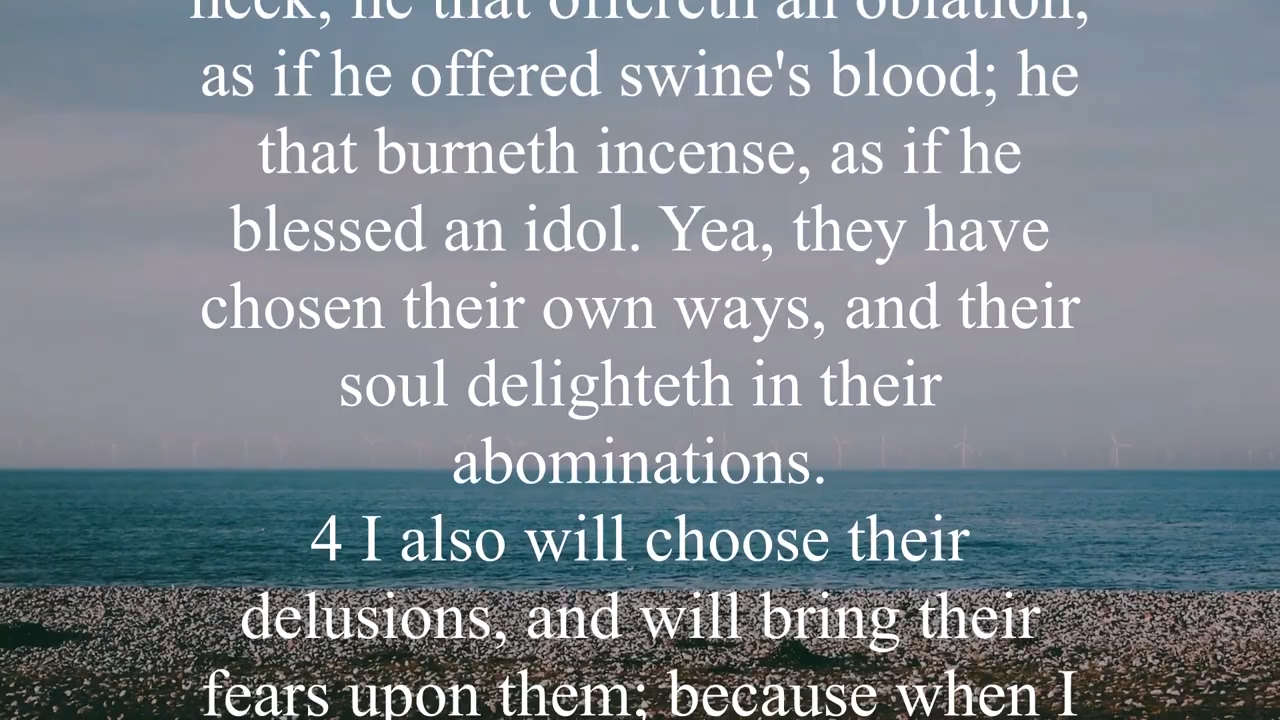 neck; he that offereth an oblation,
as if he offered swine's blood; he
that burneth incense, as if he
blessed an idol. Yea, they have
chosen their own ways, and their
soul delighteth in their
abominations.
4 I also will choose their
delusions, and will bring their
fears upon them; because when I